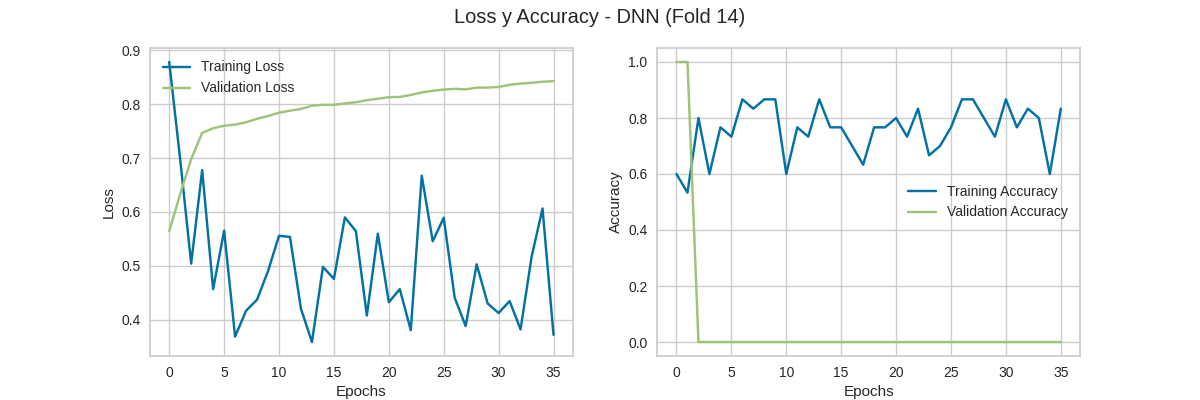 Loss y Accuracy - DNN (Fold 14)
0.9
0.8
0.7
0.6
0.5
0.4
Loss
Training Loss
Validation Loss
0 5 10 15 20 25 30 35
Epochs
1.0
0.8
0.6
0.4
0.2
0.0
Accuracy
Training Accuracy
Validation Accuracy
0 5 10 15 20 25 30 35
Epochs